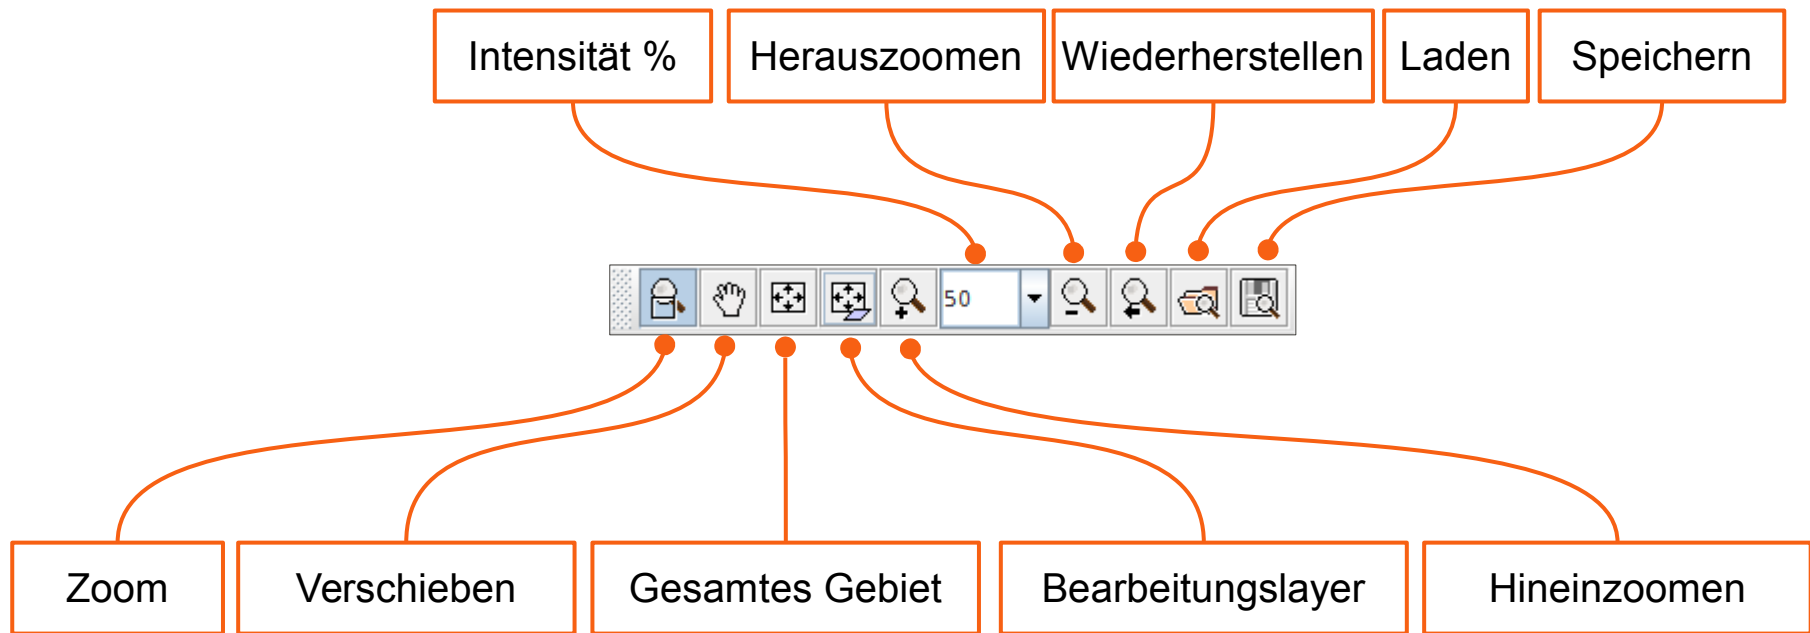 Intensität %
Herauszoomen
Wiederherstellen
Laden
Speichern
50
Zoom
Verschieben
Gesamtes Gebiet
Bearbeitungslayer
Hineinzoomen